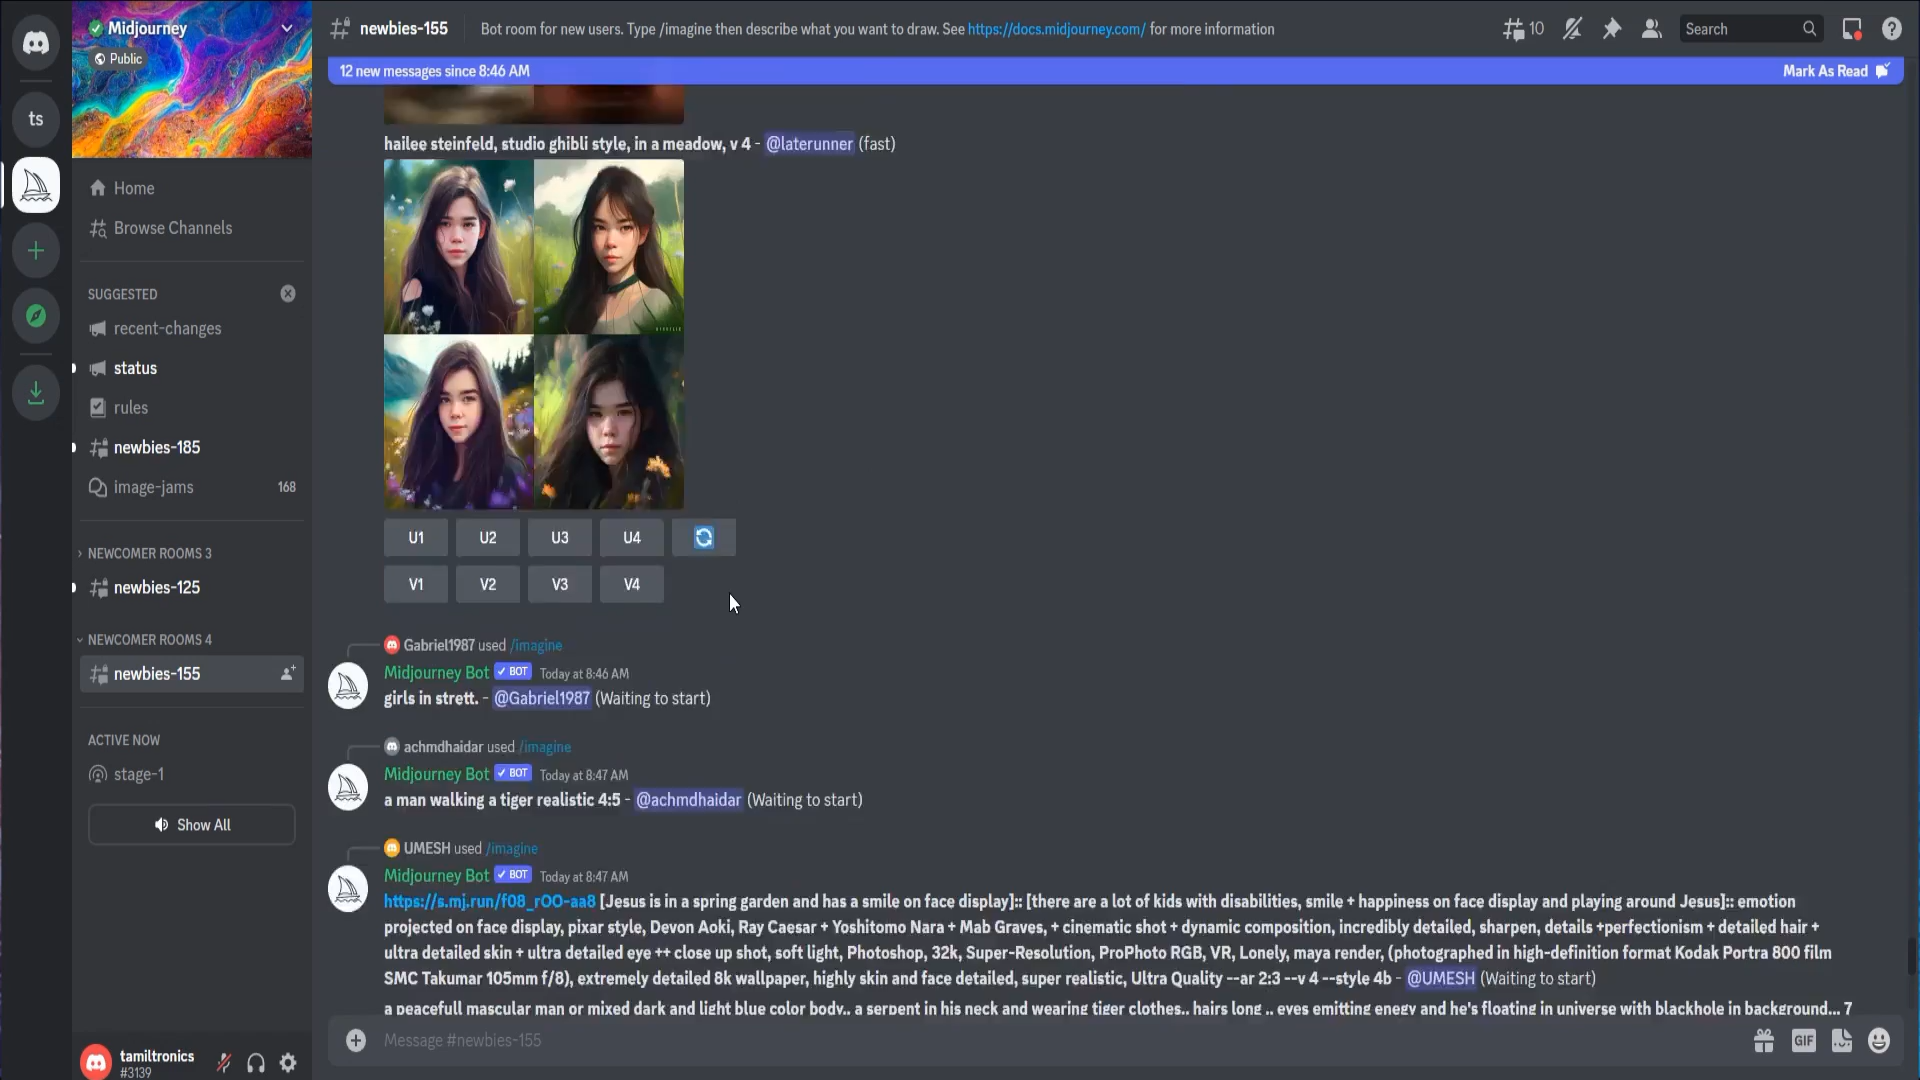 ts
Midjourney
Public
Home
Browse Channels
SUGGESTED
recent-changes
status
rules
newbies-185
image-jams 168
NEWCOMER ROOMS 3
newbies-125
NEWCOMER ROOMS 4
newbies-155
ACTIVE NOW
stage-1
Show All
tamiltronics
#3139
newbies-155 Bot room for new users. Type /imagine then describe what you want to draw. See https://docs.midjourney.com/ for more information 10 Search
12 new messages since 8:46 AM Mark As Read
hailee steinfeld, studio ghibli style, in a meadow, v 4 - @laterunner (fast)
U1 U2 U3 U4
V1 V2 V3 V4
Gabriel1987 used /imagine
Midjourney Bot ✓ BOT Today at 8:46 AM
girls in strett. - @Gabriel1987 (Waiting to start)
achmdhaidar used /imagine
Midjourney Bot ✓ BOT Today at 8:47 AM
a man walking a tiger realistic 4:5 - @achmdhaidar (Waiting to start)
UMESH used /imagine
Midjourney Bot ✓ BOT Today at 8:47 AM
https://s.mj.run/f08_rOO-aa8 [Jesus is in a spring garden and has a smile on face display]:: [there are a lot of kids with disabilities, smile + happiness on face display and playing around Jesus]:: emotion
projected on face display, pixar style, Devon Aoki, Ray Caesar + Yoshitomo Nara + Mab Graves, + cinematic shot + dynamic composition, incredibly detailed, sharpen, details +perfectionism + detailed hair +
ultra detailed skin + ultra detailed eye ++ close up shot, soft light, Photoshop, 32k, Super-Resolution, ProPhoto RGB, VR, Lonely, maya render, (photographed in high-definition format Kodak Portra 800 film
SMC Takumar 105mm f/8), extremely detailed 8k wallpaper, highly skin and face detailed, super realistic, Ultra Quality --ar 2:3 --v 4 --style 4b - @UMESH (Waiting to start)
a peacefull mascular man or mixed dark and light blue color body.. a serpent in his neck and wearing tiger clothes.. hairs long .. eyes emitting enegy and he's floating in universe with blackhole in background... 7
Message #newbies-155
GIF